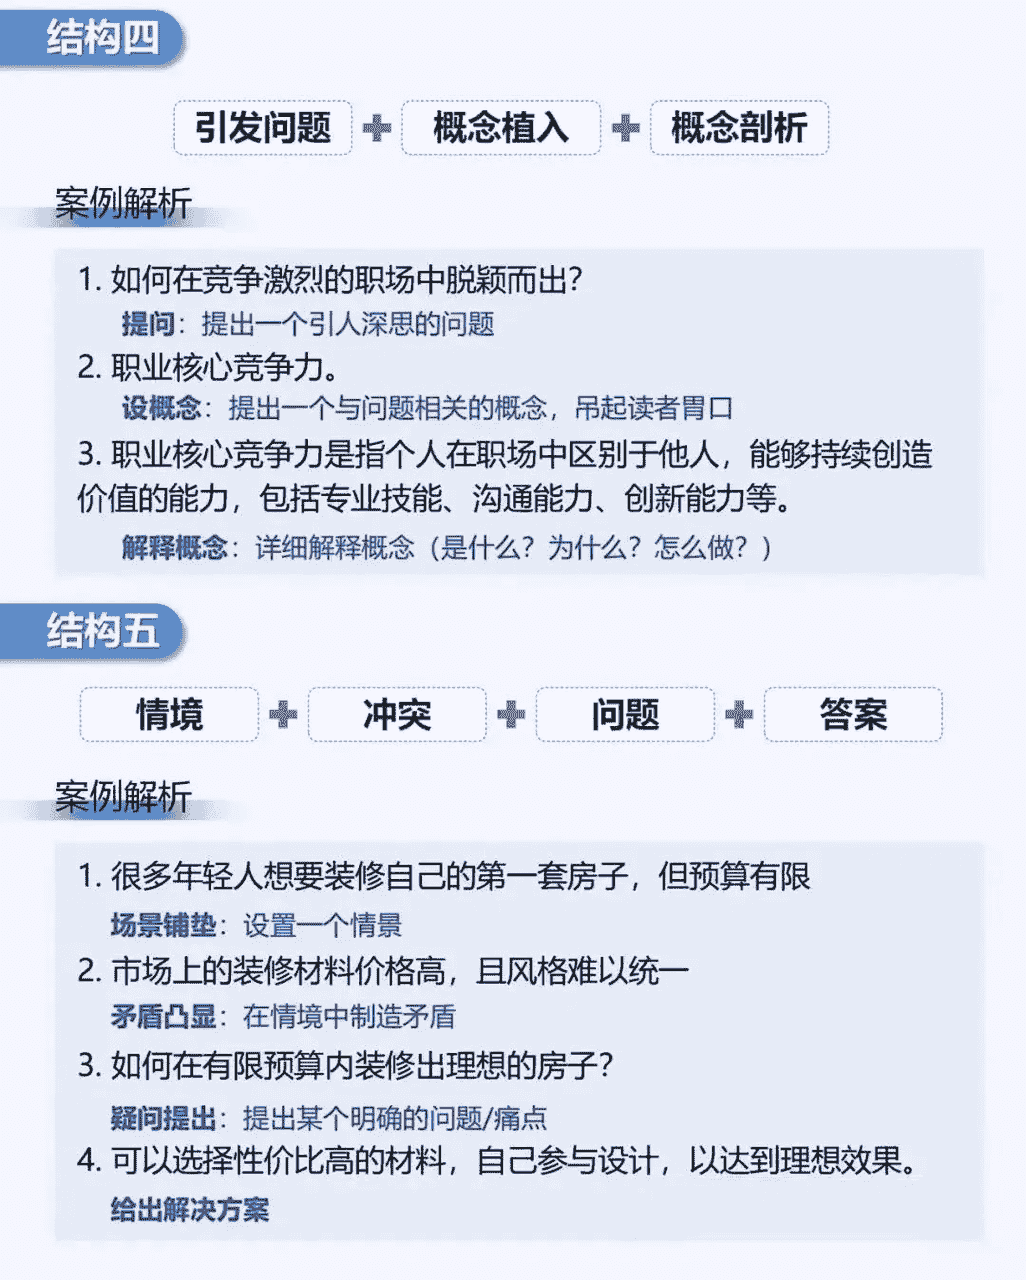 结构四
引发问题 + 概念植入 + 概念剖析
案例解析
1. 如何在竞争激烈的职场中脱颖而出？
提问：提出一个引人深思的问题
2. 职业核心竞争力。
设概念：提出一个与问题相关的概念，吊起读者胃口
3. 职业核心竞争力是指个人在职场中区别于他人，能够持续创造
价值的能力，包括专业技能、沟通能力、创新能力等。
解释概念：详细解释概念（是什么？为什么？怎么做？）
结构五
情境 + 冲突 + 问题 + 答案
案例解析
1. 很多年轻人想要装修自己的第一套房子，但预算有限
场景铺垫：设置一个情景
2. 市场上的装修材料价格高，且风格难以统一
矛盾凸显：在情境中制造矛盾
3. 如何在有限预算内装修出理想的房子？
疑问提出：提出某个明确的问题/痛点
4. 可以选择性价比高的材料，自己参与设计，以达到理想效果。
给出解决方案